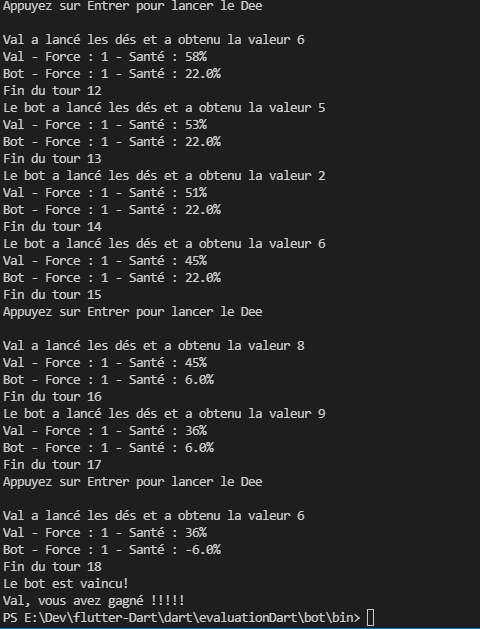 Appuyez sur Entrer pour lancer le Dee
Val a lancé les dés et a obtenu la valeur 6
Val - Force : 1 - Santé : 58%
Bot - Force : 1 - Santé : 22.0%
Fin du tour 12
Le bot a lancé les dés et a obtenu la valeur 5
Val - Force : 1 - Santé : 53%
Bot - Force : 1 - Santé : 22.0%
Fin du tour 13
Le bot a lancé les dés et a obtenu la valeur 2
Val - Force : 1 - Santé : 51%
Bot - Force : 1 - Santé : 22.0%
Fin du tour 14
Le bot a lancé les dés et a obtenu la valeur 6
Val - Force : 1 - Santé : 45%
Bot - Force : 1 - Santé : 22.0%
Fin du tour 15
Appuyez sur Entrer pour lancer le Dee
Val a lancé les dés et a obtenu la valeur 8
Val - Force : 1 - Santé : 45%
Bot - Force : 1 - Santé : 6.0%
Fin du tour 16
Le bot a lancé les dés et a obtenu la valeur 9
Val - Force : 1 - Santé : 36%
Bot - Force : 1 - Santé : 6.0%
Fin du tour 17
Appuyez sur Entrer pour lancer le Dee
Val a lancé les dés et a obtenu la valeur 6
Val - Force : 1 - Santé : 36%
Bot - Force : 1 - Santé : -6.0%
Fin du tour 18
Le bot est vaincu!
Val, vous avez gagné !!!!!
PS E:\Dev\flutter-Dart\dart\evaluationDart\bot\bin>